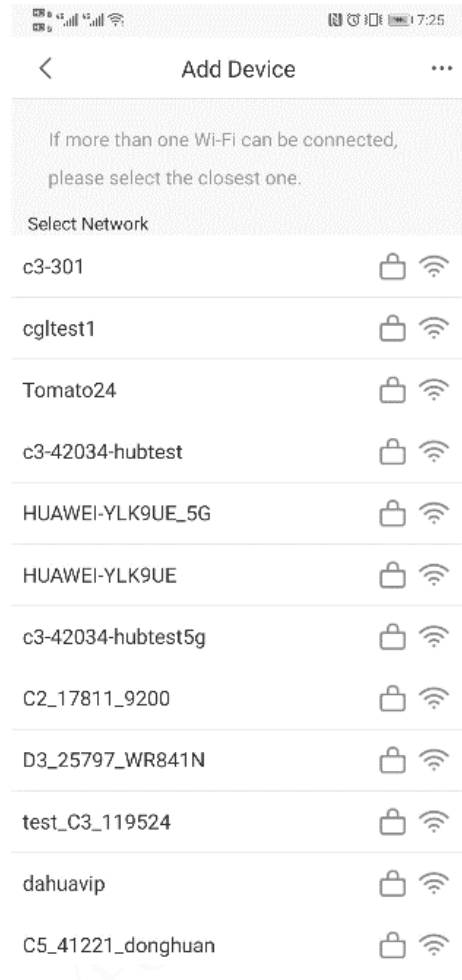 7:25
Add Device
If more than one Wi-Fi can be connected,
please select the closest one.
Select Network
c3-301
cgltest1
Tomato24
c3-42034-hubtest
HUAWEI-YLK9UE_5G
HUAWEI-YLK9UE
c3-42034-hubtest5g
C2_17811_9200
D3_25797_WR841N
test_C3_119524
dahuavip
C5_41221_donghuan